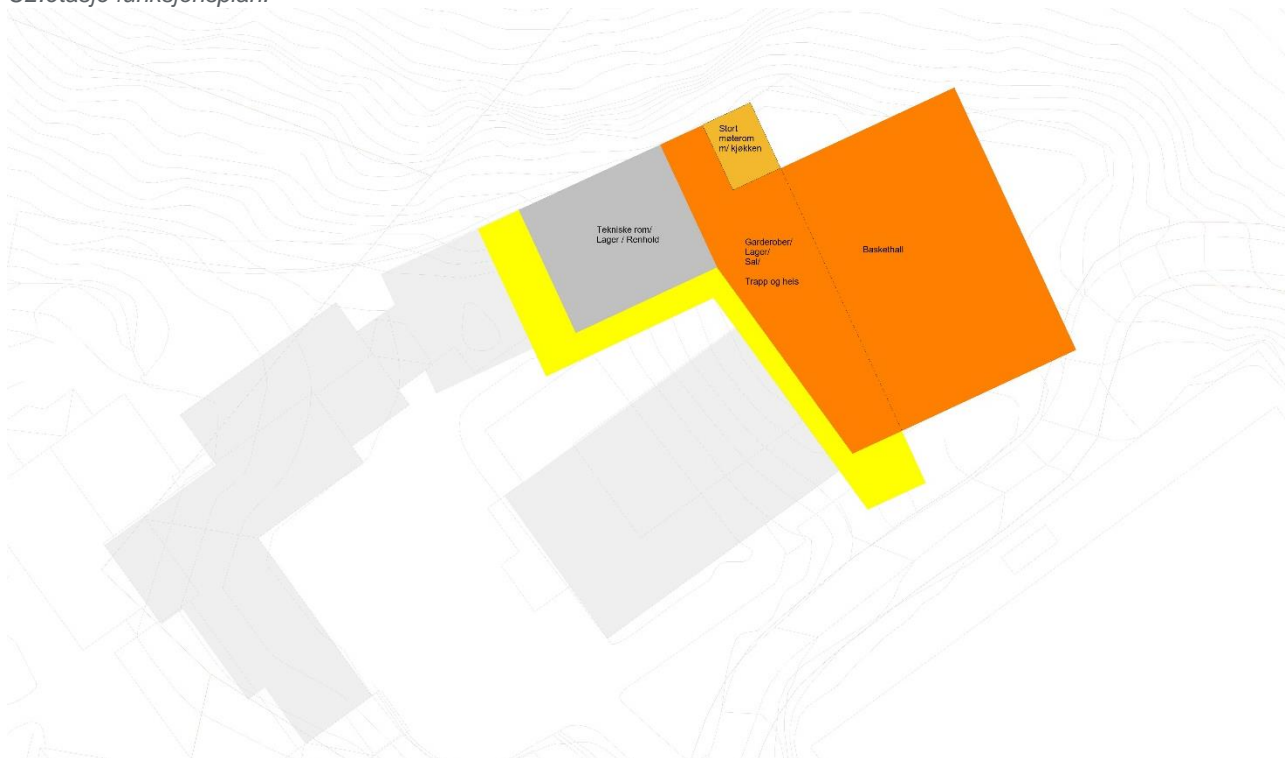 Stort
møterom
m/ kjøkken
Tekniske rom/
Lager / Renhold
Garderober/
Lager/
Sal/
Trapp og heis
Baskethall